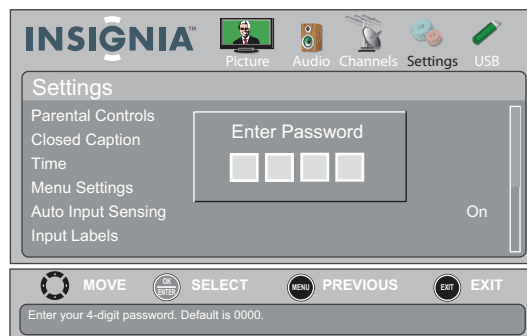 INSIGNIA™
Picture Audio Channels Settings USB
Settings
Parental Controls
Closed Caption
Time
Menu Settings
Auto Input Sensing On
Input Labels
Enter Password
MOVE OK ENTER SELECT MENU PREVIOUS EXIT EXIT
Enter your 4-digit password. Default is 0000.